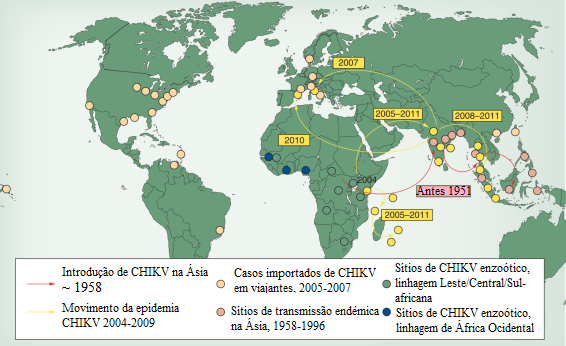 2007
2005–2011
2008–2011
2010
2004
Antes 1951
2005–2011
Introdução de CHIKV na Ásia
~ 1958
Movimento da epidemia
CHIKV 2004-2009
Casos importados de CHIKV
em viajantes, 2005-2007
Sítios de transmissão endémica
na Ásia, 1958-1996
Sítios de CHIKV enzoótico,
linhagem Leste/Central/Sul-
africana
Sítios de CHIKV enzoótico,
linhagem de África Ocidental